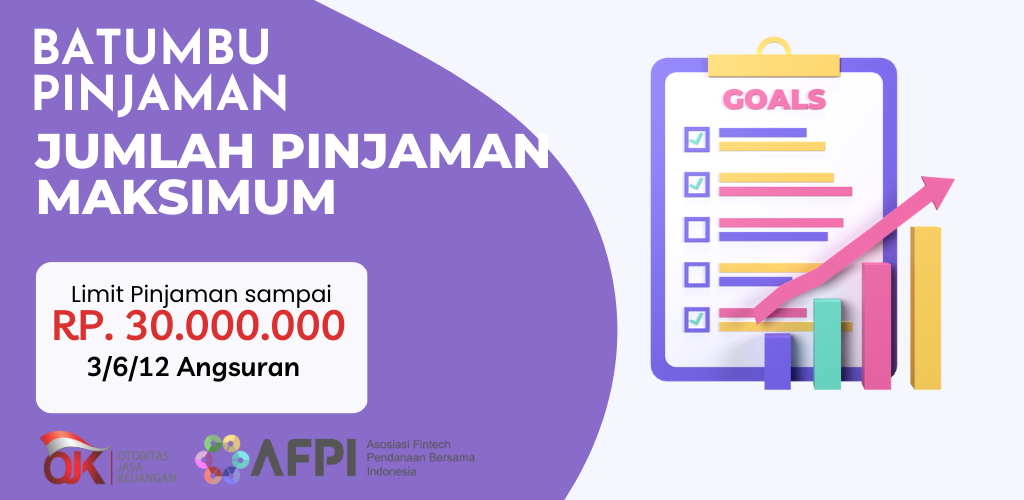 BATUMBU
PINJAMAN
JUMLAH PINJAMAN
MAKSIMUM
Limit Pinjaman sampai
RP. 30.000.000
3/6/12 Angsuran
OJK
OTORITAS
JASA
KEUANGAN
AFPI
Asosiasi Fintech
Pendanaan Bersama
Indonesia
GOALS